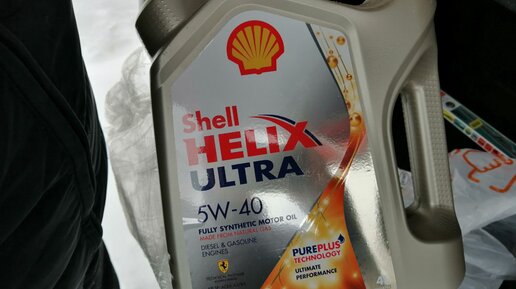 Shell
HELIX
ULTRA
5W-40
FULLY SYNTHETIC MOTOR OIL
MADE FROM NATURAL GAS
DIESEL & GASOLINE
ENGINES
PUREPLUS
TECHNOLOGY
ULTIMATE
PERFORMANCE